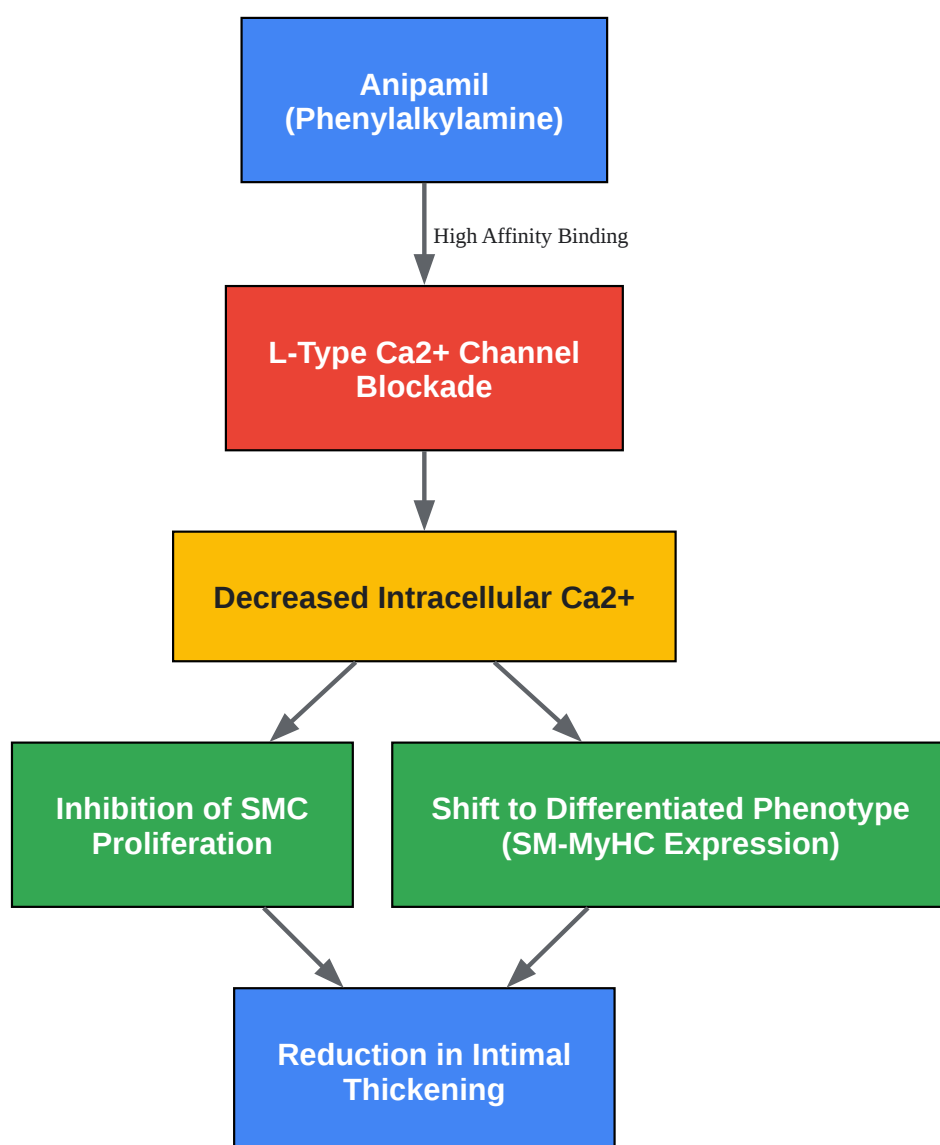 Anipamil
(Phenylalkylamine)
High Affinity Binding
L-Type Ca2+ Channel
Blockade
Decreased Intracellular Ca2+
Inhibition of SMC
Proliferation
Shift to Differentiated Phenotype
(SM-MyHC Expression)
Reduction in Intimal
Thickening